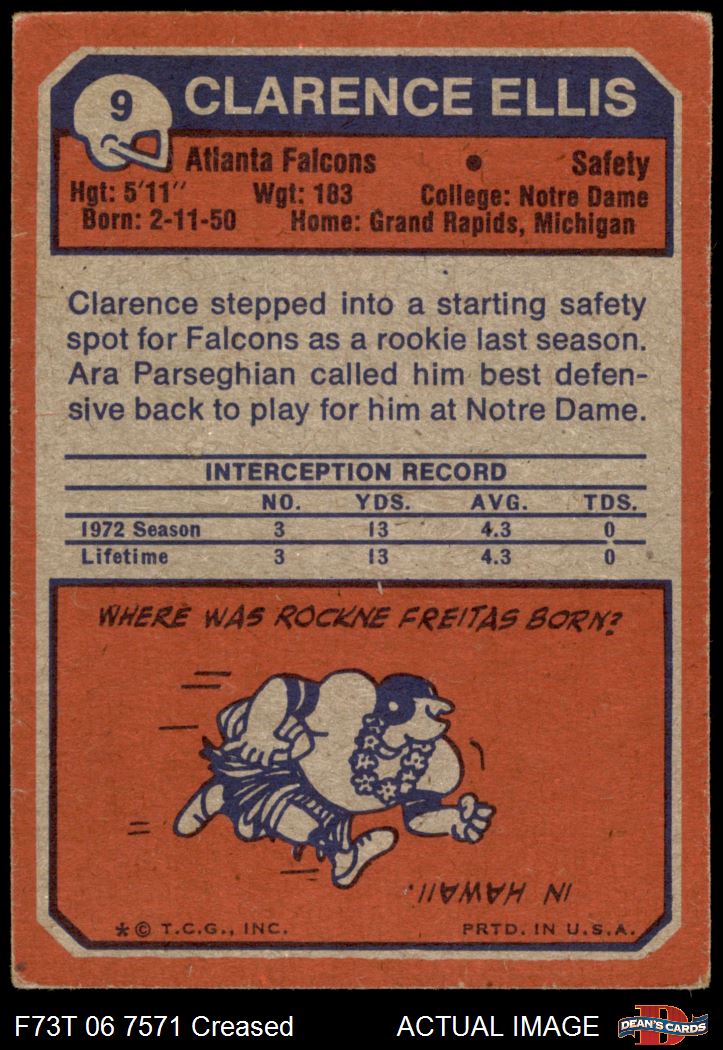 9
CLARENCE ELLIS
Atlanta Falcons • Safety
Hgt: 5'11" Wgt: 183 College: Notre Dame
Born: 2-11-50 Home: Grand Rapids, Michigan
Clarence stepped into a starting safety
spot for Falcons as a rookie last season.
Ara Parseghian called him best defen-
sive back to play for him at Notre Dame.
INTERCEPTION RECORD
NO. YDS. AVG. TDS.
1972 Season 3 13 4.3 0
Lifetime 3 13 4.3 0
WHERE WAS ROCKNE FREITAS BORN?
IN HAWAII.
* © T.C.G., INC. PRTD. IN U.S.A.
F73T 06 7571 Creased ACTUAL IMAGE
D
DEAN'S CARDS